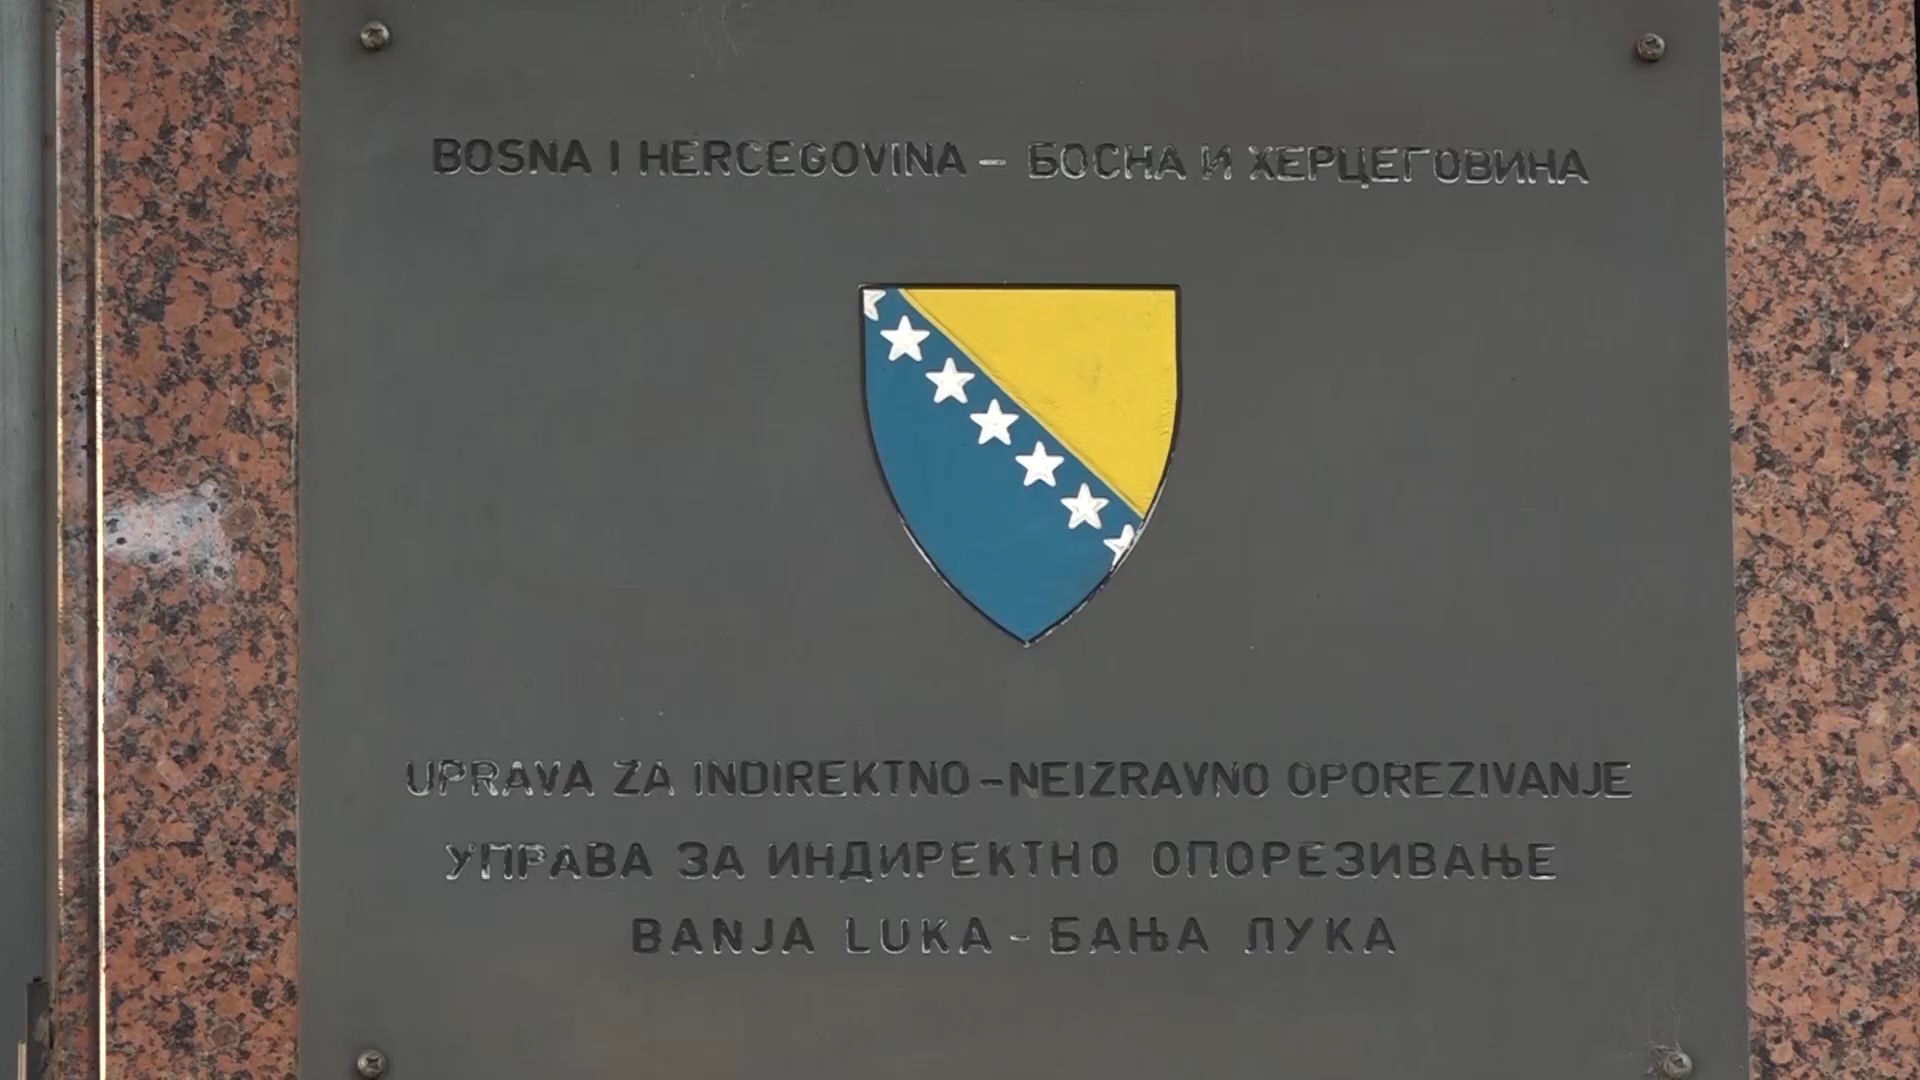 BOSNA I HERCEGOVINA – БОСНА И ХЕРЦЕГОВИНА
UPRAVA ZA INDIREKTNO – NEIZRAVNO OPOREZIVANJE
УПРАВА ЗА ИНДИРЕКТНО ОПОРЕЗИВАЊЕ
BANJA LUKA - БАЊА ЛУКА